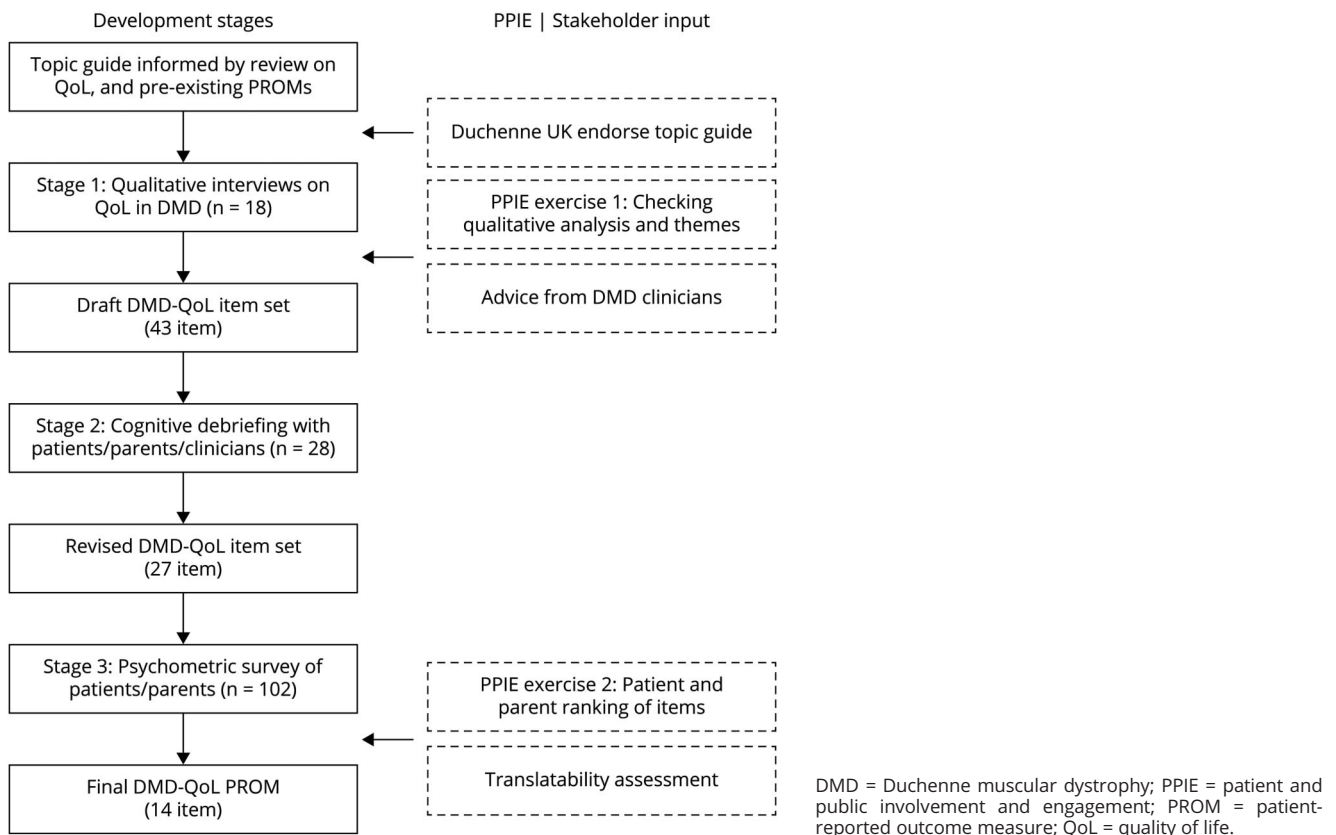 Development stages
PPIE | Stakeholder input
Topic guide informed by review on
QoL, and pre-existing PROMs
Duchenne UK endorse topic guide
Stage 1: Qualitative interviews on
QoL in DMD (n = 18)
PPIE exercise 1: Checking
qualitative analysis and themes
Advice from DMD clinicians
Draft DMD-QoL item set
(43 item)
Stage 2: Cognitive debriefing with
patients/parents/clinicians (n = 28)
Revised DMD-QoL item set
(27 item)
Stage 3: Psychometric survey of
patients/parents (n = 102)
PPIE exercise 2: Patient and
parent ranking of items
Translatability assessment
Final DMD-QoL PROM
(14 item)
DMD = Duchenne muscular dystrophy; PPIE = patient and
public involvement and engagement; PROM = patient-
reported outcome measure; QoL = quality of life.